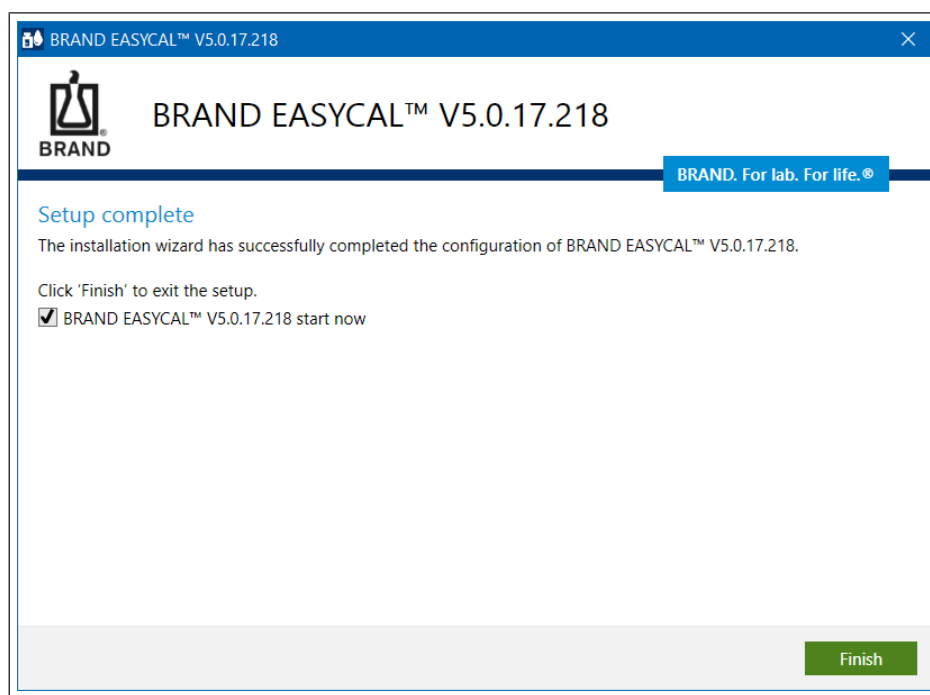 BRAND EASYCAL™ V5.0.17.218
BRAND®
BRAND EASYCAL™ V5.0.17.218
BRAND. For lab. For life.®
Setup complete
The installation wizard has successfully completed the configuration of BRAND EASYCAL™ V5.0.17.218.
Click ‘Finish’ to exit the setup.
BRAND EASYCAL™ V5.0.17.218 start now
Finish